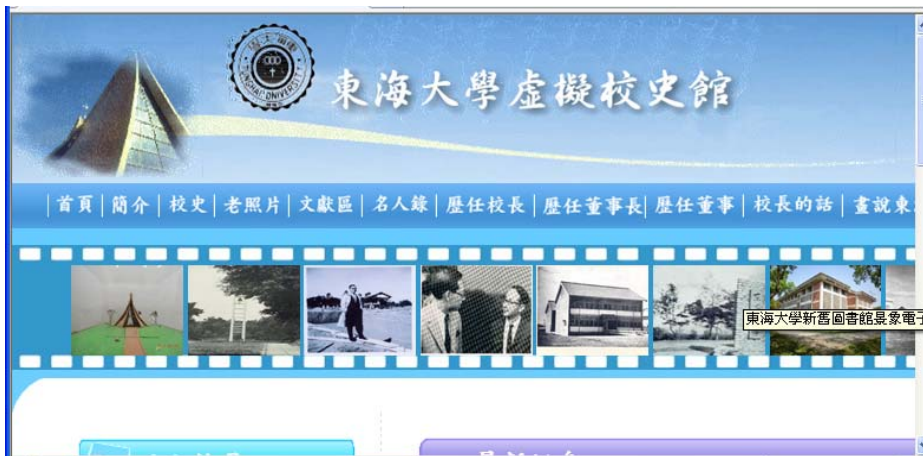 TUNGHAI UNIVERSITY
東海大學虛擬校史館
首頁 | 簡介 | 校史 | 老照片 | 文獻區 | 名人錄 | 歷任校長 | 歷任董事長 | 歷任董事 | 校長的話 | 畫說東
東海大學新舊圖書館景象電子